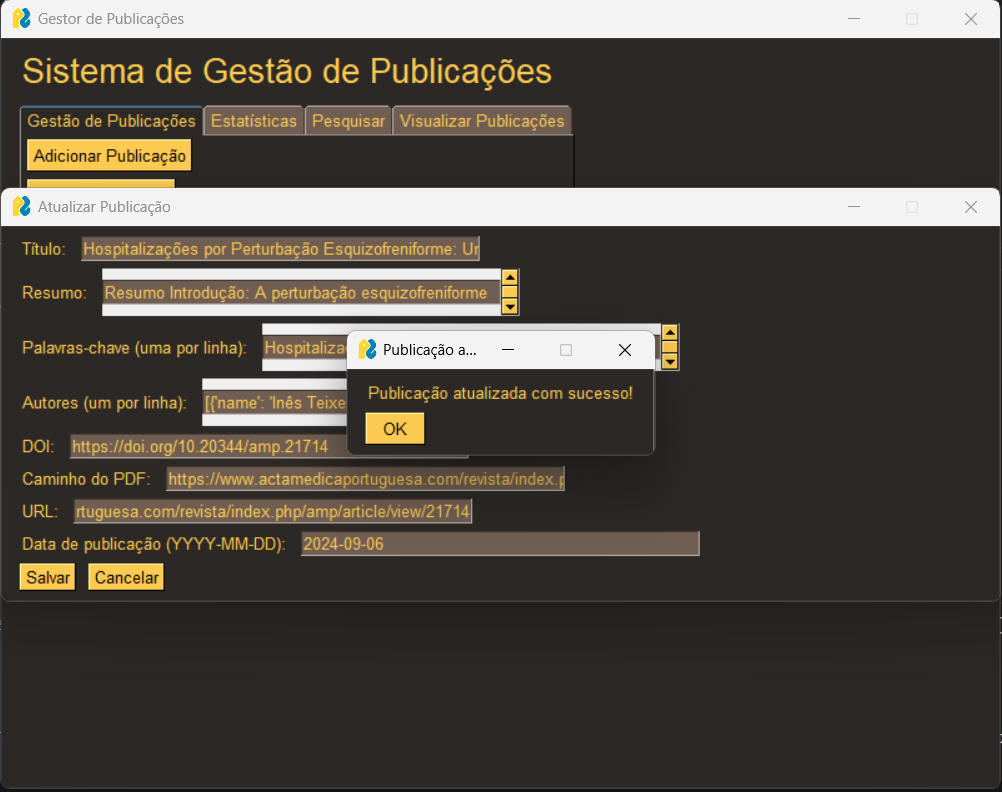 Gestor de Publicações
Sistema de Gestão de Publicações
Gestão de Publicações Estatísticas Pesquisar Visualizar Publicações
Adicionar Publicação
Atualizar Publicação
Título: Hospitalizações por Perturbação Esquizofreniforme:
Resumo: Resumo Introdução: A perturbação esquizofreniforme
Palavras-chave (uma por linha):
Publicação a...
Autores (um por linha): [{'name': 'Inês
Publicação atualizada com sucesso!
OK
DOI: https://doi.org/10.20344/amp.21714
Caminho do PDF: https://www.actamedicaportuguesa.com/revista/index.p
URL: rtuguesa.com/revista/index.php/amp/article/view/21714
Data de publicação (YYYY-MM-DD): 2024-09-06
Salvar Cancelar